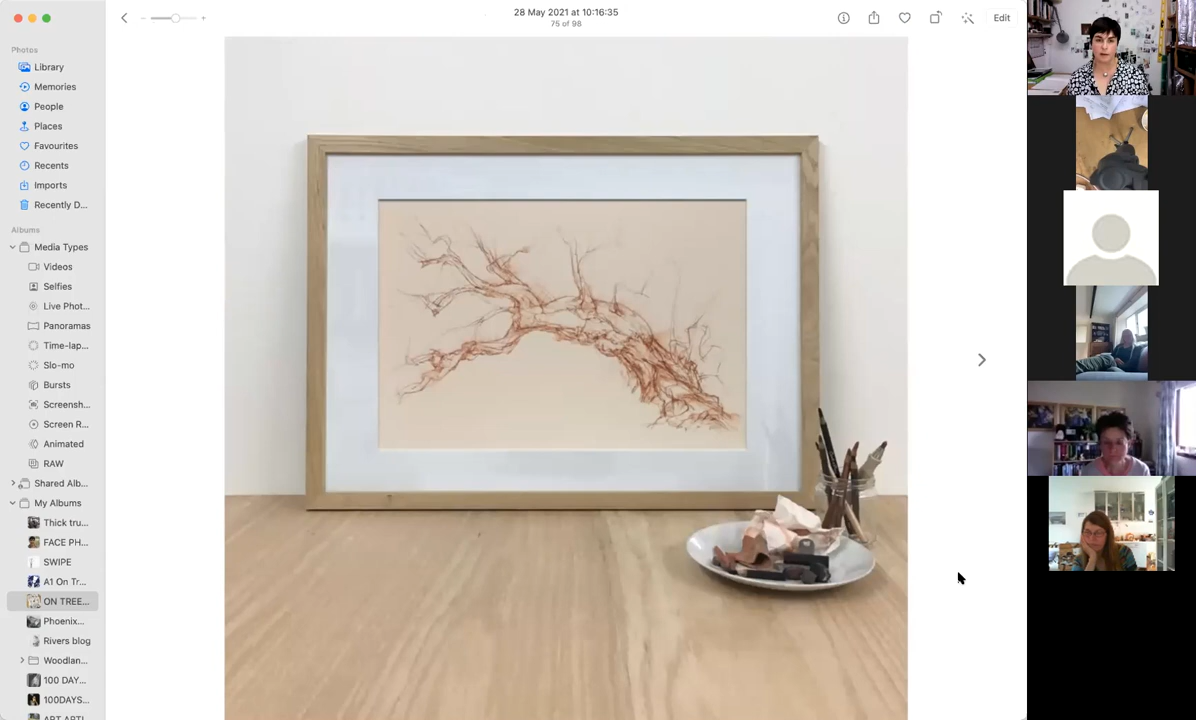 28 May 2021 at 10:16:35
75 of 98
Edit
Photos
Library
Memories
People
Places
Favourites
Recents
Imports
Recently D...
Albums
Media Types
Videos
Selfies
Live Phot...
Panoramas
Time-lap...
Slo-mo
Bursts
Screensh...
Screen R...
Animated
RAW
Shared Alb...
My Albums
Thick tru...
FACE PH...
SWIPE
A1 On Tr...
ON TREE...
Phoenix...
Rivers blog
Woodlan...
100 DAY...
100DAYS...